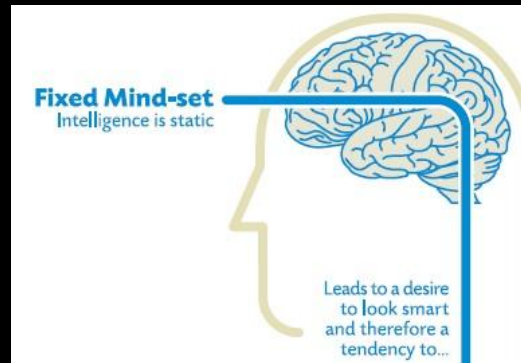 Fixed Mind-set
Intelligence is static
Leads to a desire
to look smart
and therefore a
tendency to...